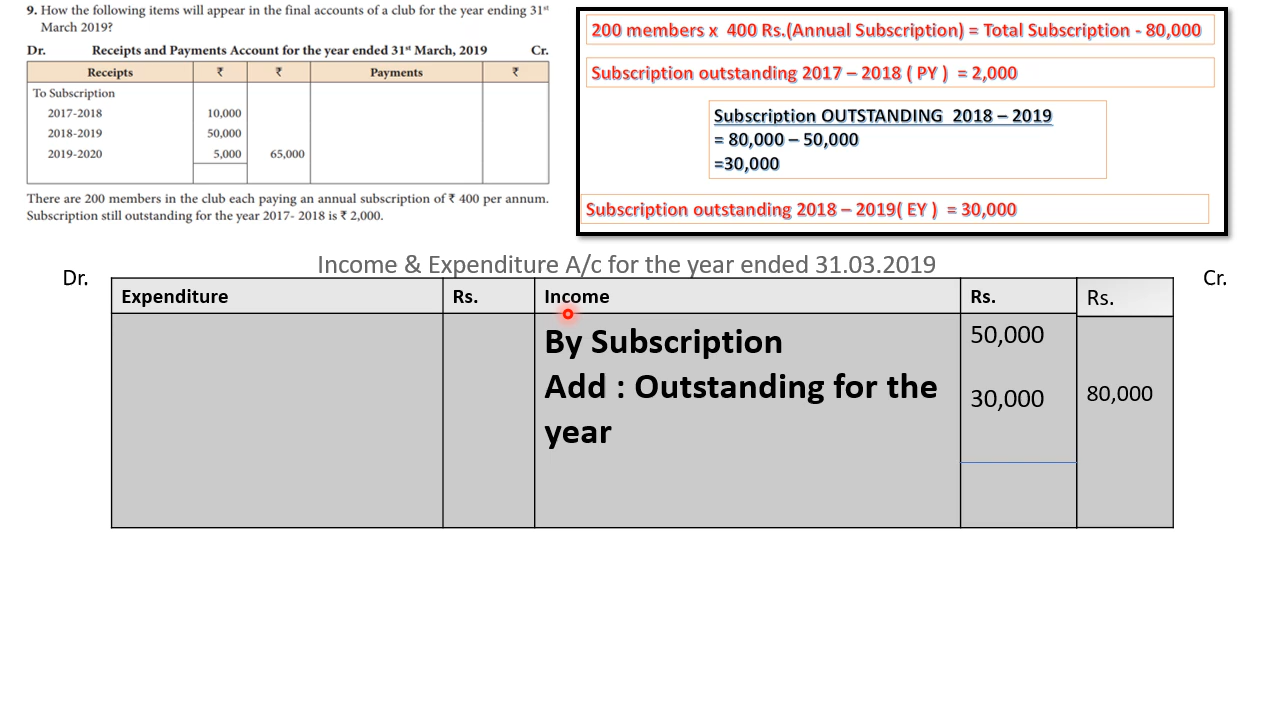 9. How the following items will appear in the final accounts of a club for the year ending 31st
March 2019?
Dr. Receipts and Payments Account for the year ended 31st March, 2019 Cr.
Receipts ₹ ₹ Payments ₹
To Subscription
2017-2018 10,000
2018-2019 50,000
2019-2020 5,000 65,000
There are 200 members in the club each paying an annual subscription of ₹ 400 per annum.
Subscription still outstanding for the year 2017- 2018 is ₹ 2,000.
200 members x 400 Rs.(Annual Subscription) = Total Subscription - 80,000
Subscription outstanding 2017 – 2018 ( PY ) = 2,000
Subscription OUTSTANDING 2018 – 2019
= 80,000 – 50,000
=30,000
Subscription outstanding 2018 – 2019( EY ) = 30,000
Income & Expenditure A/c for the year ended 31.03.2019
Dr. Cr.
Expenditure Rs. Income Rs. Rs.
By Subscription 50,000
Add : Outstanding for the 30,000 80,000
year